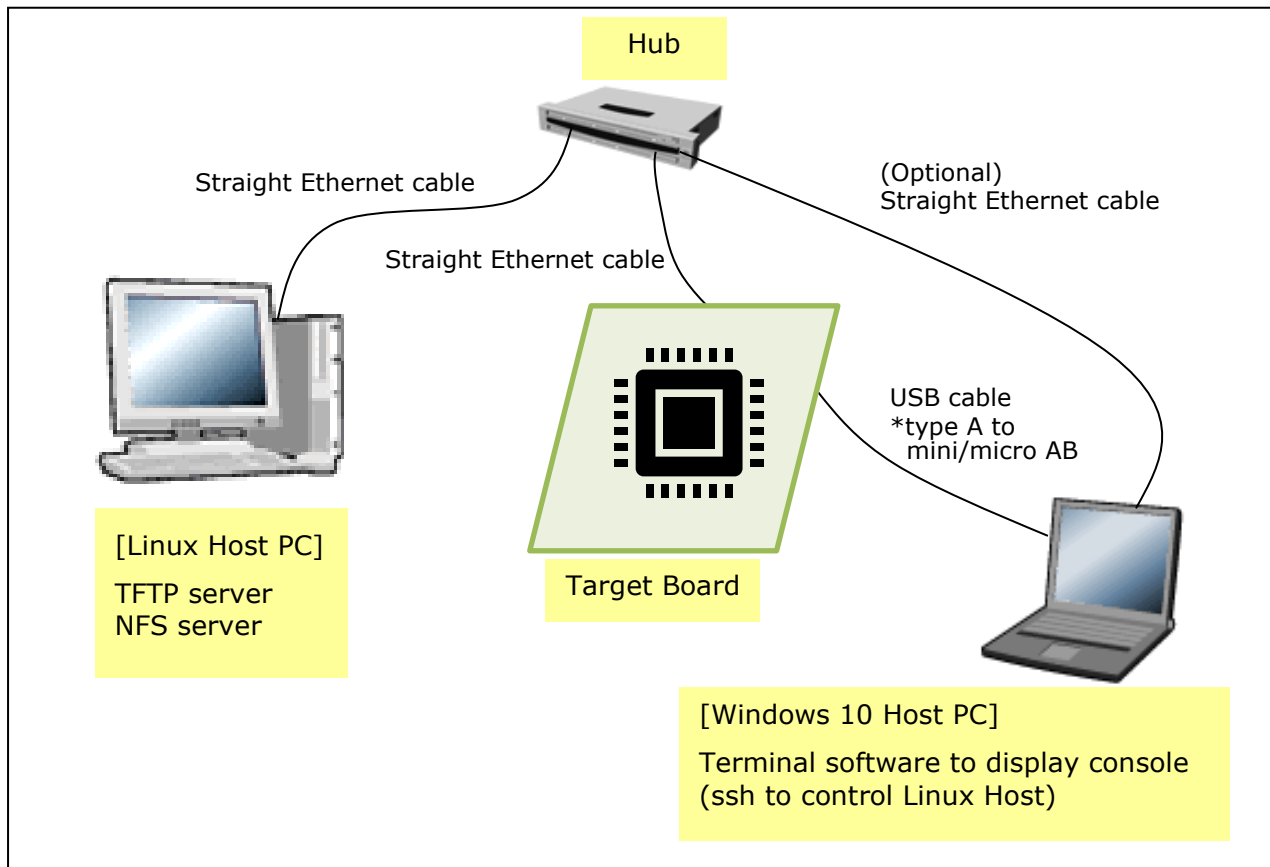 Hub
Straight Ethernet cable
(Optional)
Straight Ethernet cable
Straight Ethernet cable
USB cable
*type A to
mini/micro AB
[Linux Host PC]
TFTP server
NFS server
Target Board
[Windows 10 Host PC]
Terminal software to display console
(ssh to control Linux Host)